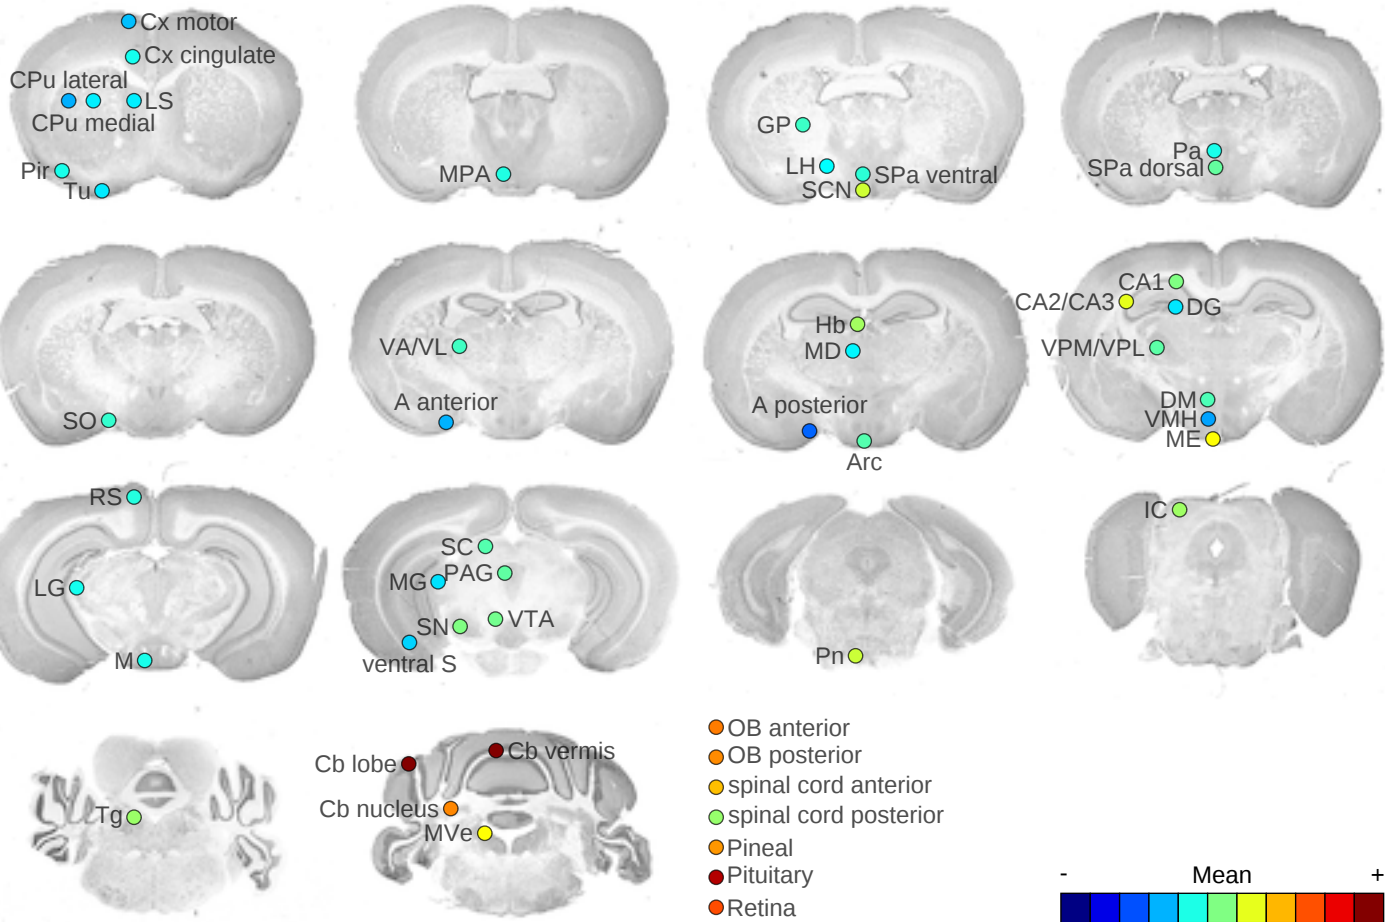 Cx motor
Cx cingulate
CPu lateral
LS
CPu medial
Pir
Tu
MPA
GP
LH
SPa ventral
SCN
Pa
SPa dorsal
SO
VA/VL
A anterior
Hb
MD
A posterior
Arc
CA1
CA2/CA3
DG
VPM/VPL
DM
VMH
ME
RS
LG
M
SC
MG
PAG
SN
VTA
ventral S
Pn
IC
Tg
Cb lobe
Cb vermis
Cb nucleus
MVe
OB anterior
OB posterior
spinal cord anterior
spinal cord posterior
Pineal
Pituitary
Retina
- Mean +